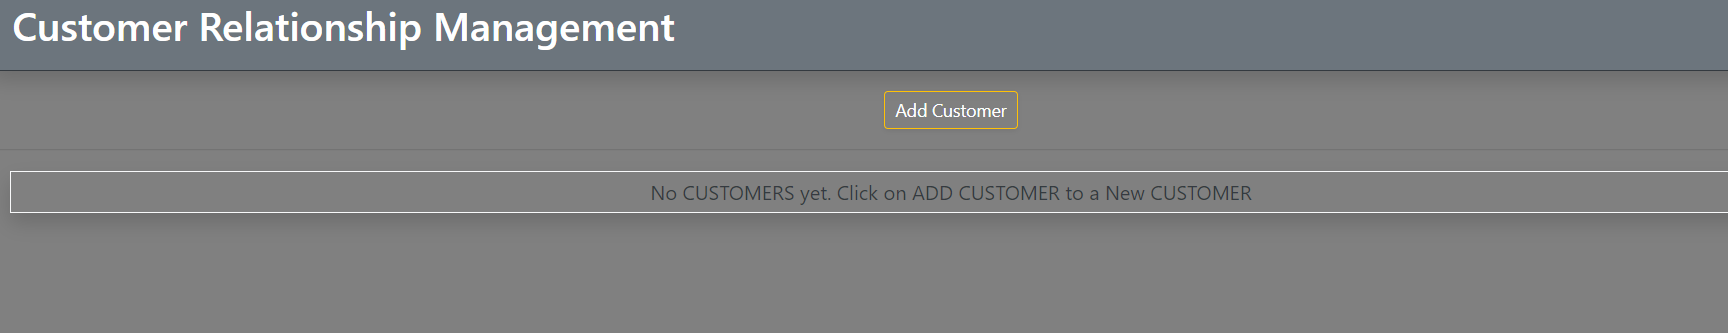 Customer Relationship Management
Add Customer
No CUSTOMERS yet. Click on ADD CUSTOMER to a New CUSTOMER